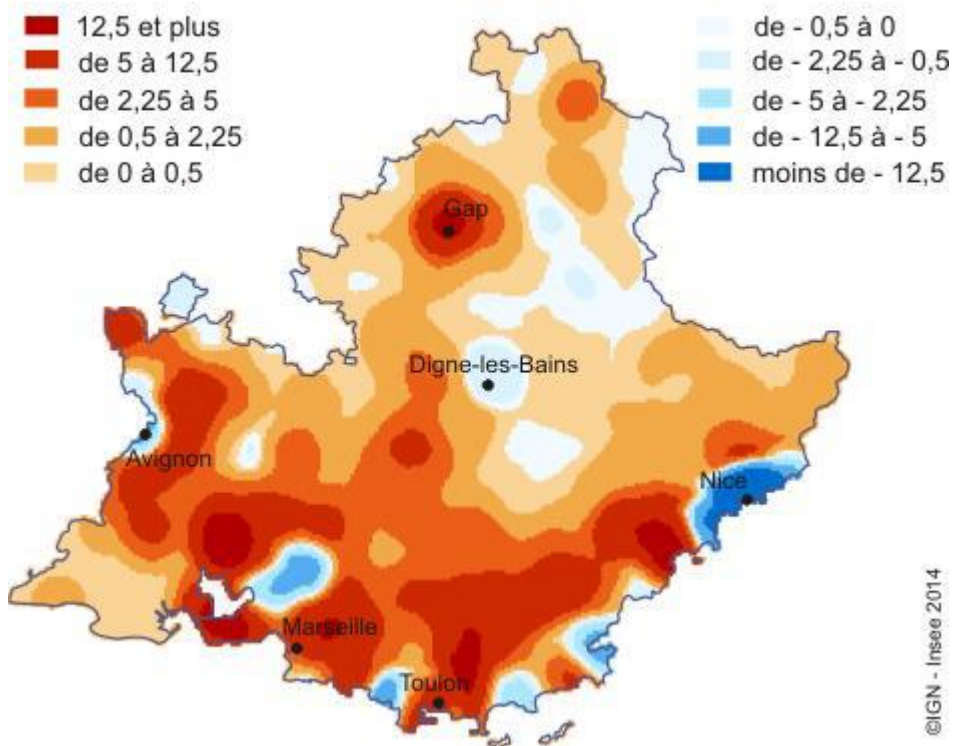 12,5 et plus
de 5 à 12,5
de 2,25 à 5
de 0,5 à 2,25
de 0 à 0,5
de - 0,5 à 0
de - 2,25 à - 0,5
de - 5 à - 2,25
de - 12,5 à - 5
moins de - 12,5
Gap
Digne-les-Bains
Avignon
Nice
Marseille
Toulon
©IGN - Insee 2014